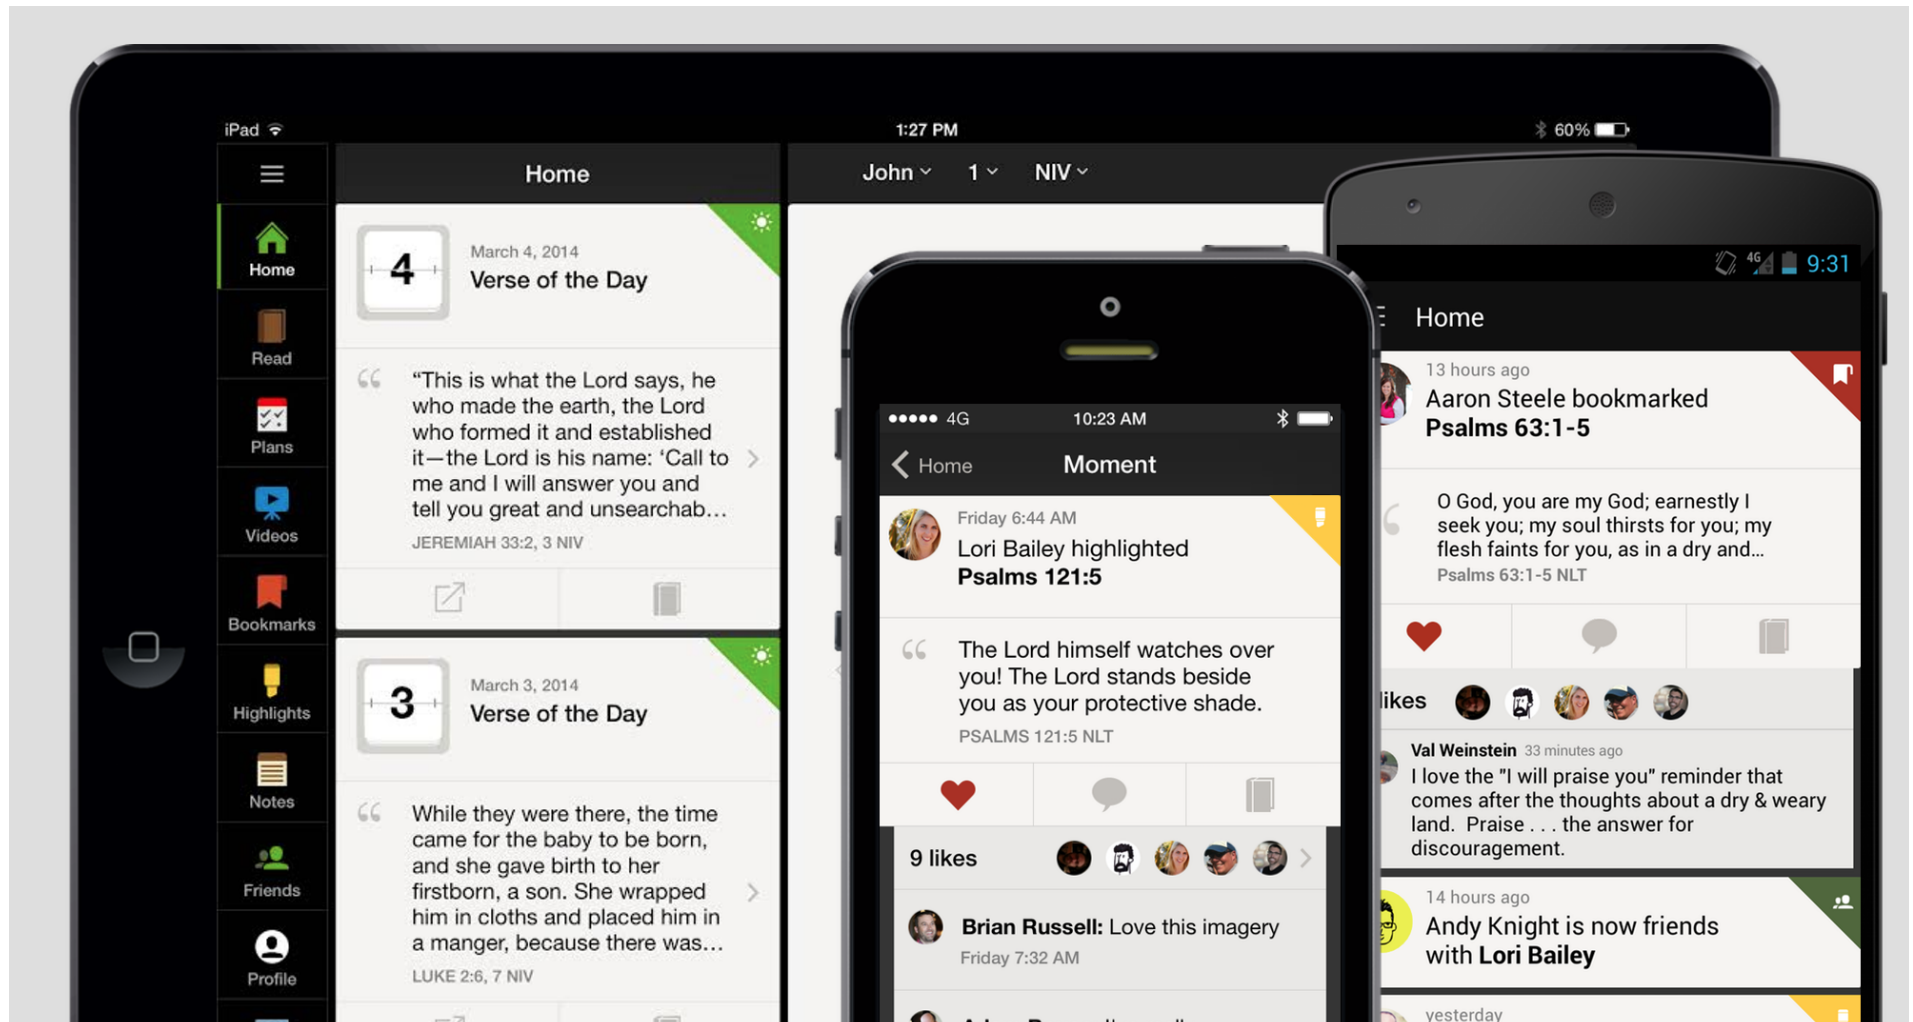 iPad
1:27 PM
60%
Home
John
1
NIV
Home
Read
Plans
Videos
Bookmarks
Highlights
Notes
Friends
Profile
4
March 4, 2014
Verse of the Day
“This is what the Lord says, he
who made the earth, the Lord
who formed it and established
it—the Lord is his name: ‘Call to
me and I will answer you and
tell you great and unsearchab...
JEREMIAH 33:2, 3 NIV
3
March 3, 2014
Verse of the Day
While they were there, the time
came for the baby to be born,
and she gave birth to her
firstborn, a son. She wrapped
him in cloths and placed him in
a manger, because there was...
LUKE 2:6, 7 NIV
4G
10:23 AM
Home
Moment
Friday 6:44 AM
Lori Bailey highlighted
Psalms 121:5
The Lord himself watches over
you! The Lord stands beside
you as your protective shade.
PSALMS 121:5 NLT
9 likes
Brian Russell: Love this imagery
Friday 7:32 AM
4G
9:31
Home
13 hours ago
Aaron Steele bookmarked
Psalms 63:1-5
O God, you are my God; earnestly I
seek you; my soul thirsts for you; my
flesh faints for you, as in a dry and...
Psalms 63:1-5 NLT
likes
Val Weinstein 33 minutes ago
I love the "I will praise you" reminder that
comes after the thoughts about a dry & weary
land.  Praise . . . the answer for
discouragement.
14 hours ago
Andy Knight is now friends
with Lori Bailey
yesterday